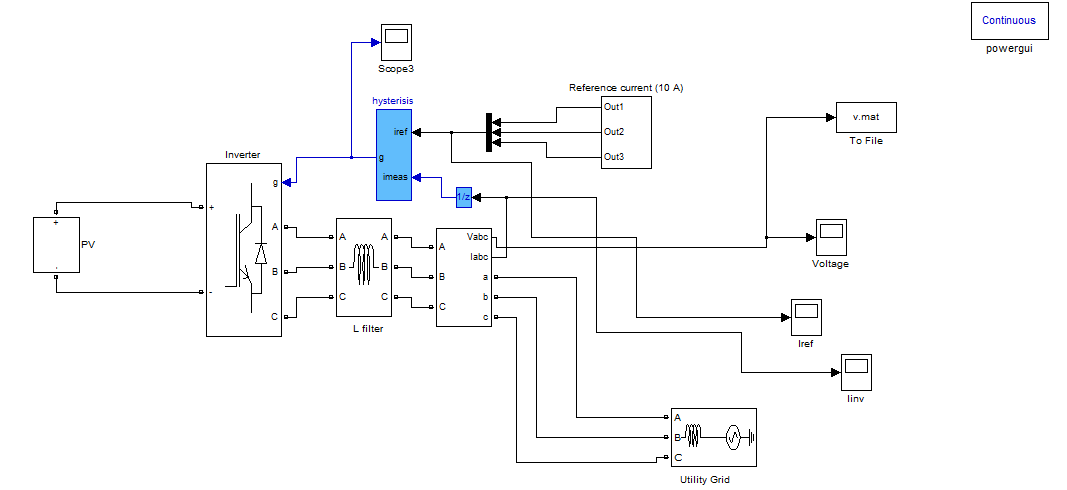 Continuous
powergui
Scope3
Reference current (10 A)
hysterisis
Out1
iref
Out2
v.mat
To File
Inverter
g
Out3
g
imeas
1/z
+
A
+
PV
-
A
A
A
Vabc
Voltage
Iabc
B
B
B
B
a
-
C
C
C
C
b
c
L filter
Iref
Iinv
A
B
C
Utility Grid